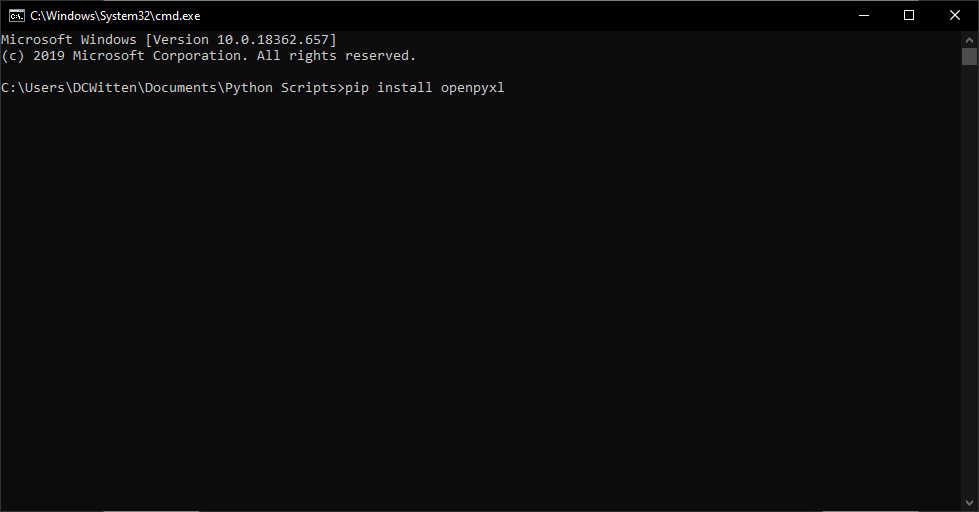 C:\Windows\System32\cmd.exe
Microsoft Windows [Version 10.0.18362.657]
(c) 2019 Microsoft Corporation. All rights reserved.
C:\Users\DCWitten\Documents\Python Scripts>pip install openpyxl